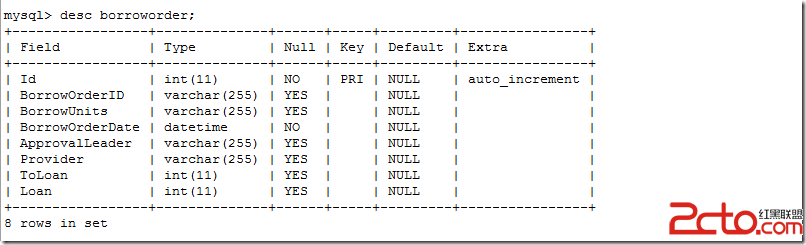 mysql> desc borroworder;
+-----------------+--------------+------+-----+---------+----------------+
| Field           | Type         | Null | Key | Default | Extra          |
+-----------------+--------------+------+-----+---------+----------------+
| Id              | int(11)      | NO   | PRI | NULL    | auto_increment |
| BorrowOrderID   | varchar(255) | YES  |     | NULL    |                |
| BorrowUnits     | varchar(255) | YES  |     | NULL    |                |
| BorrowOrderDate | datetime     | NO   |     | NULL    |                |
| ApprovalLeader  | varchar(255) | YES  |     | NULL    |                |
| Provider        | varchar(255) | YES  |     | NULL    |                |
| ToLoan          | int(11)      | YES  |     | NULL    |                |
| Loan            | int(11)      | YES  |     | NULL    |                |
+-----------------+--------------+------+-----+---------+----------------+
8 rows in set
2cto.com
红黑联盟